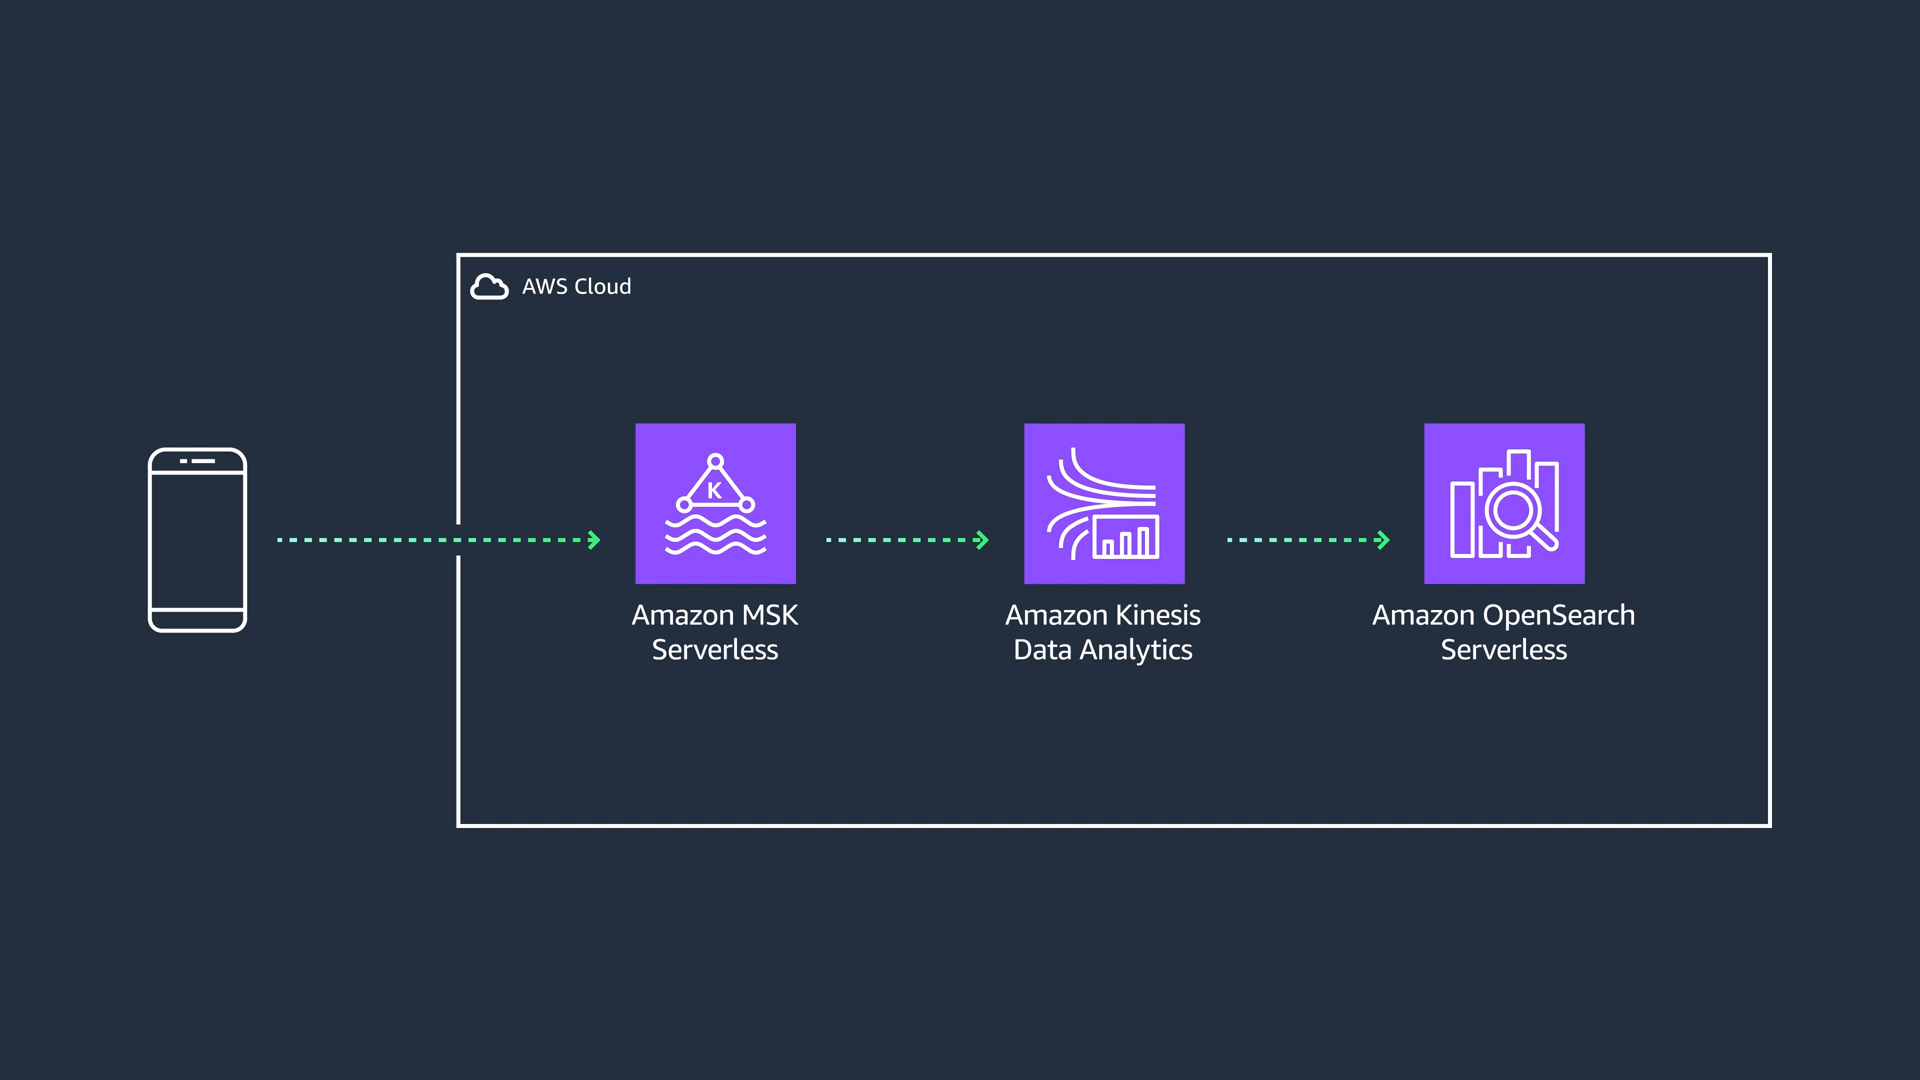 AWS Cloud
K
Amazon MSK
Serverless
Amazon Kinesis
Data Analytics
Amazon OpenSearch
Serverless